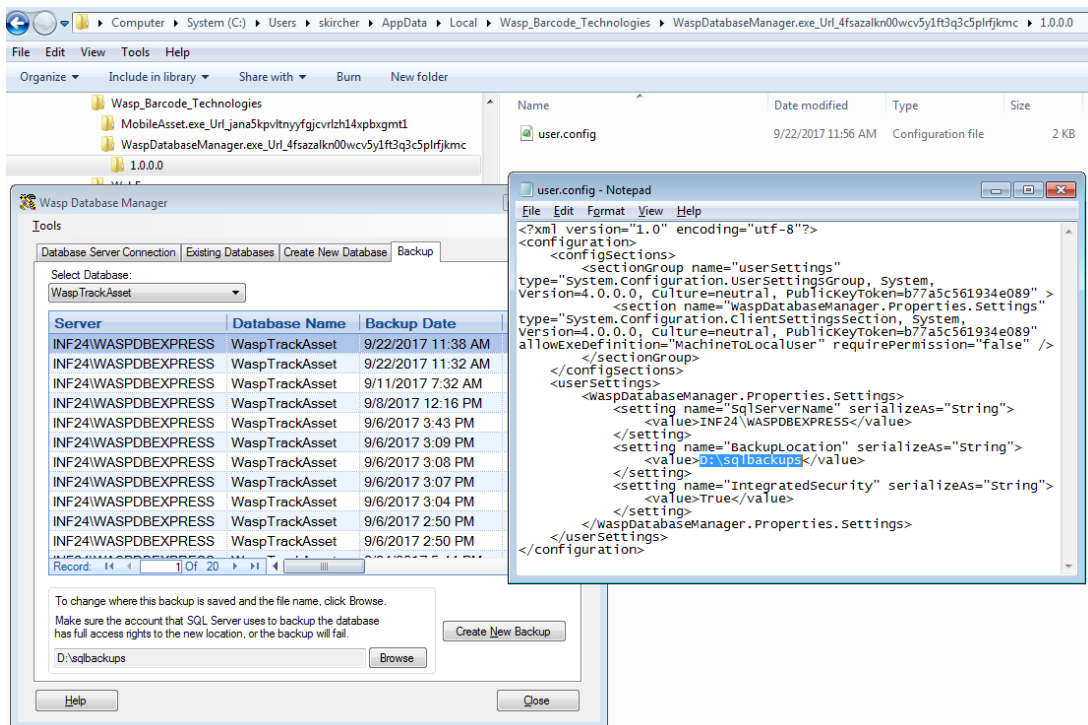 Computer ▸ System (C:) ▸ Users ▸ skircher ▸ AppData ▸ Local ▸ Wasp_Barcode_Technologies ▸ WaspDatabaseManager.exe_Url_4fsazalkn00wcv5y1ft3q3c5plrfjkmc ▸ 1.0.0.0
File Edit View Tools Help
Organize Include in library Share with Burn New folder
Wasp_Barcode_Technologies
MobileAsset.exe_Url_jana5kpvltnyyfgjcvrlzh14xpbxgmt1
WaspDatabaseManager.exe_Url_4fsazalkn00wcv5y1ft3q3c5plrfjkmc
1.0.0.0
Name Date modified Type Size
user.config 9/22/2017 11:56 AM Configuration file 2 KB
Wasp Database Manager
Tools
Database Server Connection Existing Databases Create New Database Backup
Select Database:
WaspTrackAsset
Server Database Name Backup Date
INF24\WASPDBEXPRESS WaspTrackAsset 9/22/2017 11:38 AM
INF24\WASPDBEXPRESS WaspTrackAsset 9/22/2017 11:32 AM
INF24\WASPDBEXPRESS WaspTrackAsset 9/11/2017 7:32 AM
INF24\WASPDBEXPRESS WaspTrackAsset 9/8/2017 12:16 PM
INF24\WASPDBEXPRESS WaspTrackAsset 9/6/2017 3:43 PM
INF24\WASPDBEXPRESS WaspTrackAsset 9/6/2017 3:09 PM
INF24\WASPDBEXPRESS WaspTrackAsset 9/6/2017 3:08 PM
INF24\WASPDBEXPRESS WaspTrackAsset 9/6/2017 3:07 PM
INF24\WASPDBEXPRESS WaspTrackAsset 9/6/2017 3:04 PM
INF24\WASPDBEXPRESS WaspTrackAsset 9/6/2017 2:50 PM
INF24\WASPDBEXPRESS WaspTrackAsset 9/6/2017 2:50 PM
Record: 1 Of 20
To change where this backup is saved and the file name, click Browse.
Make sure the account that SQL Server uses to backup the database
has full access rights to the new location, or the backup will fail.
D:\sqlbackups Browse
Create New Backup
Help Close
user.config - Notepad
File Edit Format View Help
<?xml version="1.0" encoding="utf-8"?>
<configuration>
<configSections>
<sectionGroup name="userSettings"
type="System.Configuration.UserSettingsGroup, System,
Version=4.0.0.0, Culture=neutral, PublicKeyToken=b77a5c561934e089" >
<section name="WaspDatabaseManager.Properties.Settings"
type="System.Configuration.ClientSettingsSection, System,
Version=4.0.0.0, Culture=neutral, PublicKeyToken=b77a5c561934e089"
allowExeDefinition="MachineToLocalUser" requirePermission="false" />
</sectionGroup>
</configSections>
<userSettings>
<WaspDatabaseManager.Properties.Settings>
<setting name="SqlServerName" serializeAs="String">
<value>INF24\WASPDBEXPRESS</value>
</setting>
<setting name="BackupLocation" serializeAs="String">
<value>D:\sqlbackups</value>
</setting>
<setting name="IntegratedSecurity" serializeAs="String">
<value>True</value>
</setting>
</WaspDatabaseManager.Properties.Settings>
</userSettings>
</configuration>